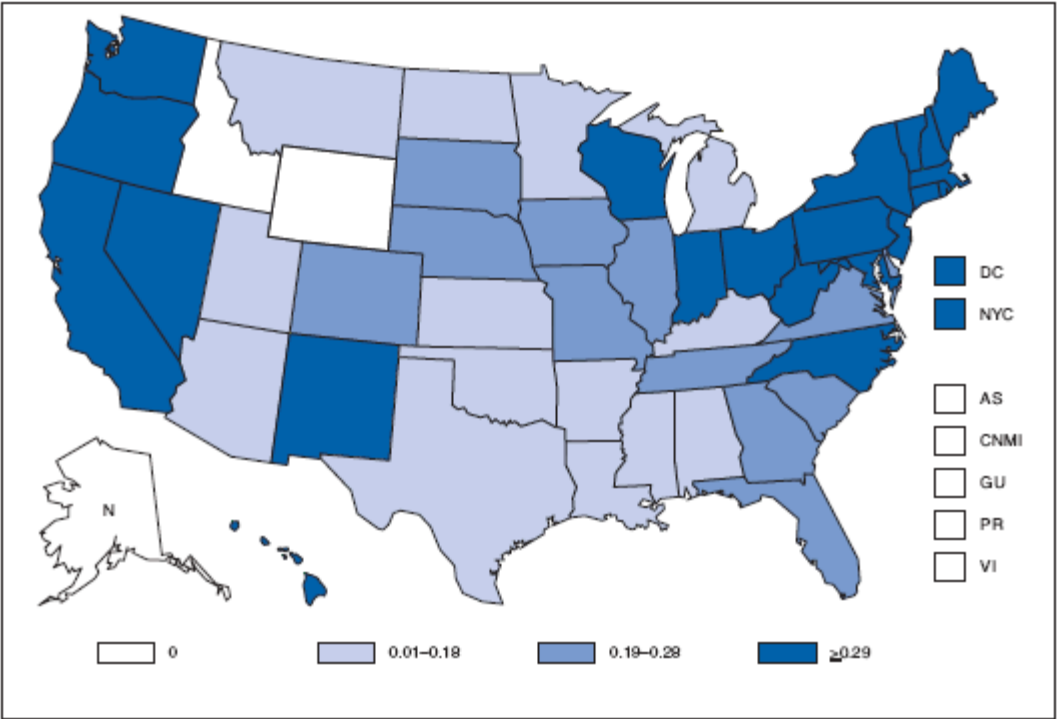 DC
NYC
AS
CNMI
GU
PR
VI
N
0
0.01–0.18
0.19–0.28
≥0.29